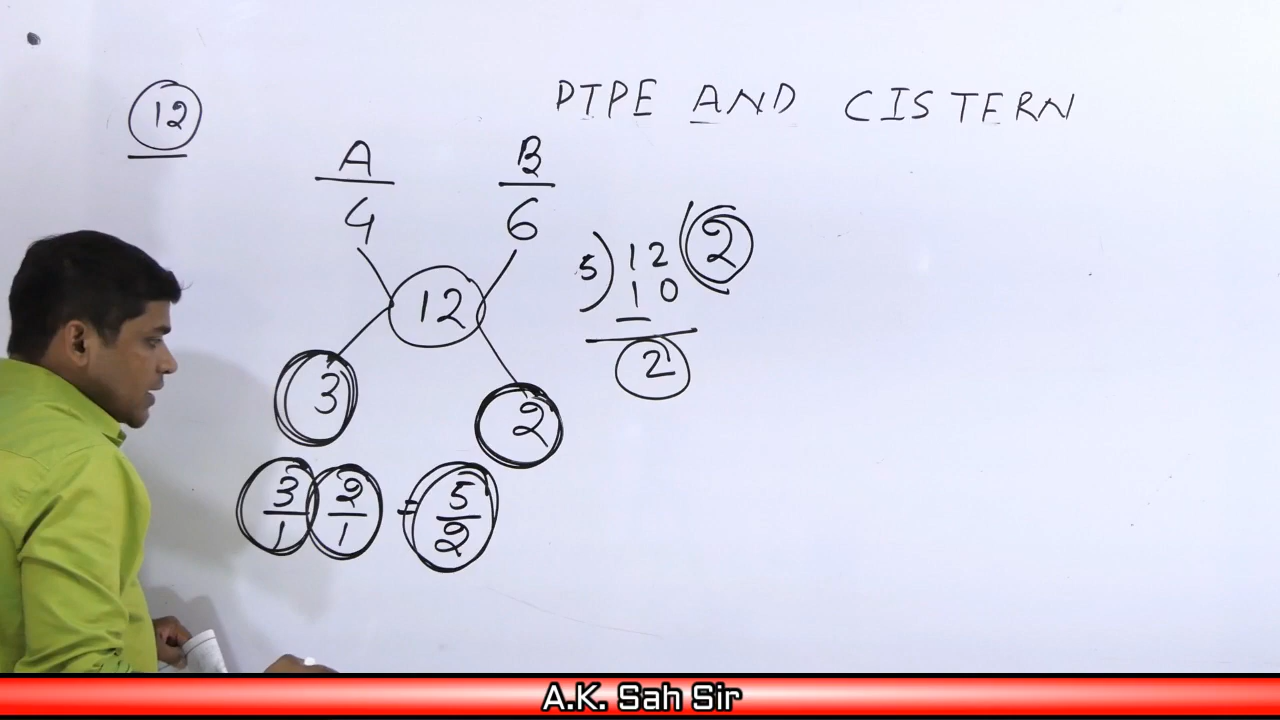 PIPE AND CISTERN
12
A B
4 6
12
3 2
5) 12 (2
10
2
3/1 2/1 = 5/2
A.K. Sah Sir